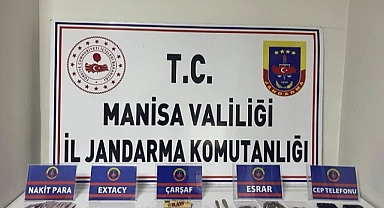 T.C.
MANİSA VALİLİĞİ
İL JANDARMA KOMUTANLIĞI
NAKİT PARA
EXTACY
ÇARŞAF
ESRAR
CEP TELEFONU